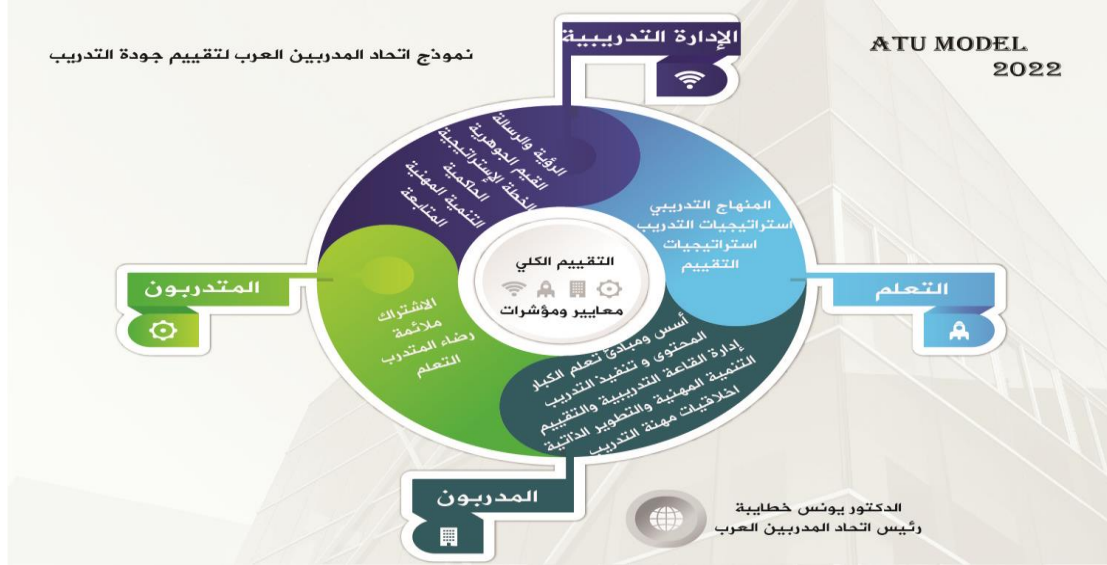 نموذج اتحاد المدربين العرب لتقييم جودة التدريب
ATU MODEL
2022
الإدارة التدريبية
الرؤية والرسالة
القيم الجوهرية
الخطة الإستراتيجية
الحاكمية
التنمية المهنية
المتابعة
المنهاج التدريبي
استراتيجيات التدريب
استراتيجيات
التقييم
التعلم
التقييم الكلي
معايير ومؤشرات
المتدربون
الاشتراك
ملائمة
رضاء المتدرب
التعلم
أسس ومبادئ تعلم الكبار
المحتوى و تنفيذ التدريب
إدارة القاعة التدريبية والتقييم
التنمية المهنية والتطوير الذاتية
اخلاقيات مهنة التدريب
المدربون
الدكتور يونس خطايبة
رئيس اتحاد المدربين العرب